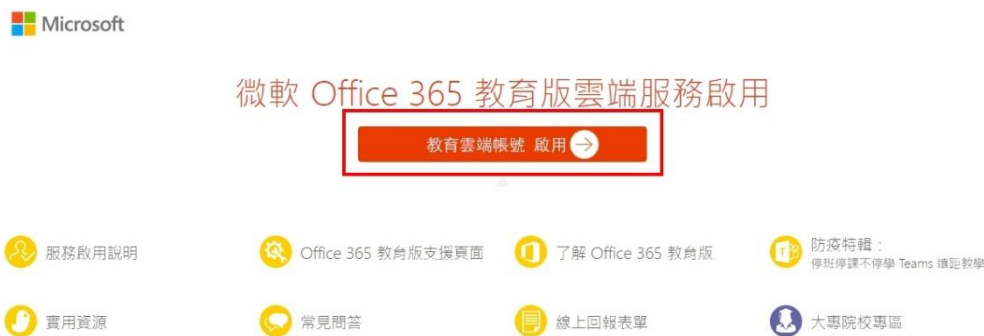 Microsoft
微軟 Office 365 教育版雲端服務啟用
教育雲端帳號 啟用
服務啟用說明
Office 365 教育版支援頁面
了解 Office 365 教育版
防疫特輯：
停班停課不停學 Teams 遠距教學
實用資源
常見問答
線上回報表單
大專院校專區